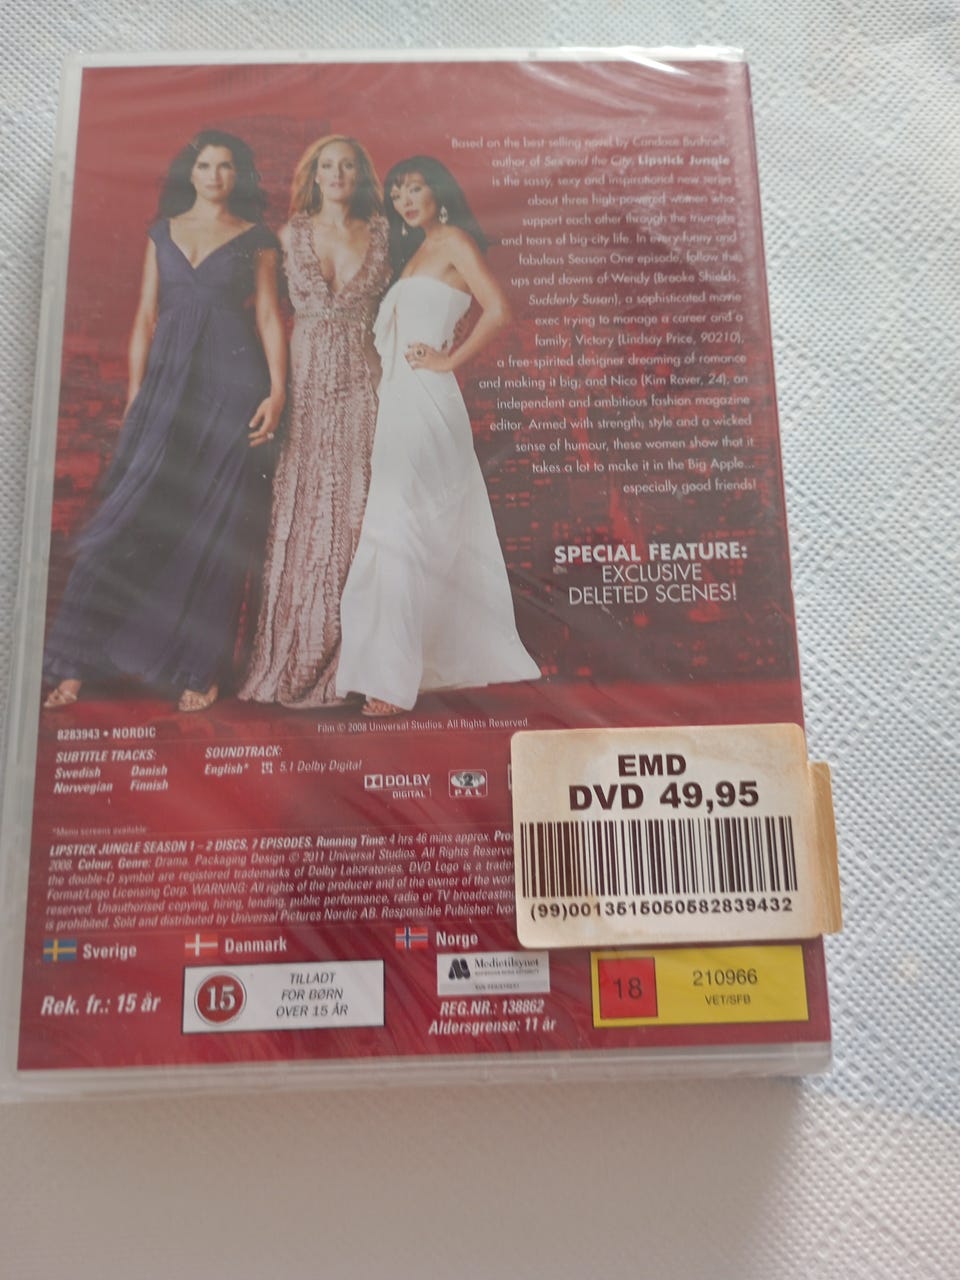 Based on the best selling novel by Candace Bushnell,
author of Sex and the City, Lipstick Jungle
is the sassy, sexy and inspirational new series
about three high-powered women who
support each other through the triumphs
and tears of big-city life. In every funny and
fabulous Season One episode, follow the
ups and downs of Wendy (Brooke Shields,
Suddenly Susan), a sophisticated movie
exec trying to manage a career and a
family; Victory (Lindsay Price, 90210),
a free-spirited designer dreaming of romance
and making it big; and Nico (Kim Raver, 24), an
independent and ambitious fashion magazine
editor. Armed with strength, style and a wicked
sense of humour, these women show that it
takes a lot to make it in the Big Apple...
especially good friends!
SPECIAL FEATURE:
EXCLUSIVE
DELETED SCENES!
Film © 2008 Universal Studios. All Rights Reserved.
8283943 • NORDIC
SUBTITLE TRACKS:
Swedish Danish
Norwegian Finnish
SOUNDTRACK:
English* 5.1 Dolby Digital
DOLBY
DIGITAL
2
PAL
EMD
DVD 49,95
(99)0013515050582839432
*Menu screens available
LIPSTICK JUNGLE SEASON 1 – 2 DISCS, 7 EPISODES. Running Time: 4 hrs 46 mins approx.
2008. Colour. Genre: Drama. Packaging Design © 2011 Universal Studios. All Rights
the double-D symbol are registered trademarks of Dolby Laboratories. DVD Logo is a
Format/Logo Licensing Corp. WARNING: All rights of the producer and of the owner of the
reserved. Unauthorised copying, hiring, lending, public performance, radio or TV
is prohibited. Sold and distributed by Universal Pictures Nordic AB. Responsible Publisher:
Sverige
Danmark
Norge
Rek. fr.: 15 år
15
TILLADT
FOR BØRN
OVER 15 ÅR
Medietilsynet
REG.NR.: 138862
Aldersgrense: 11 år
18
210966
VET/SFB